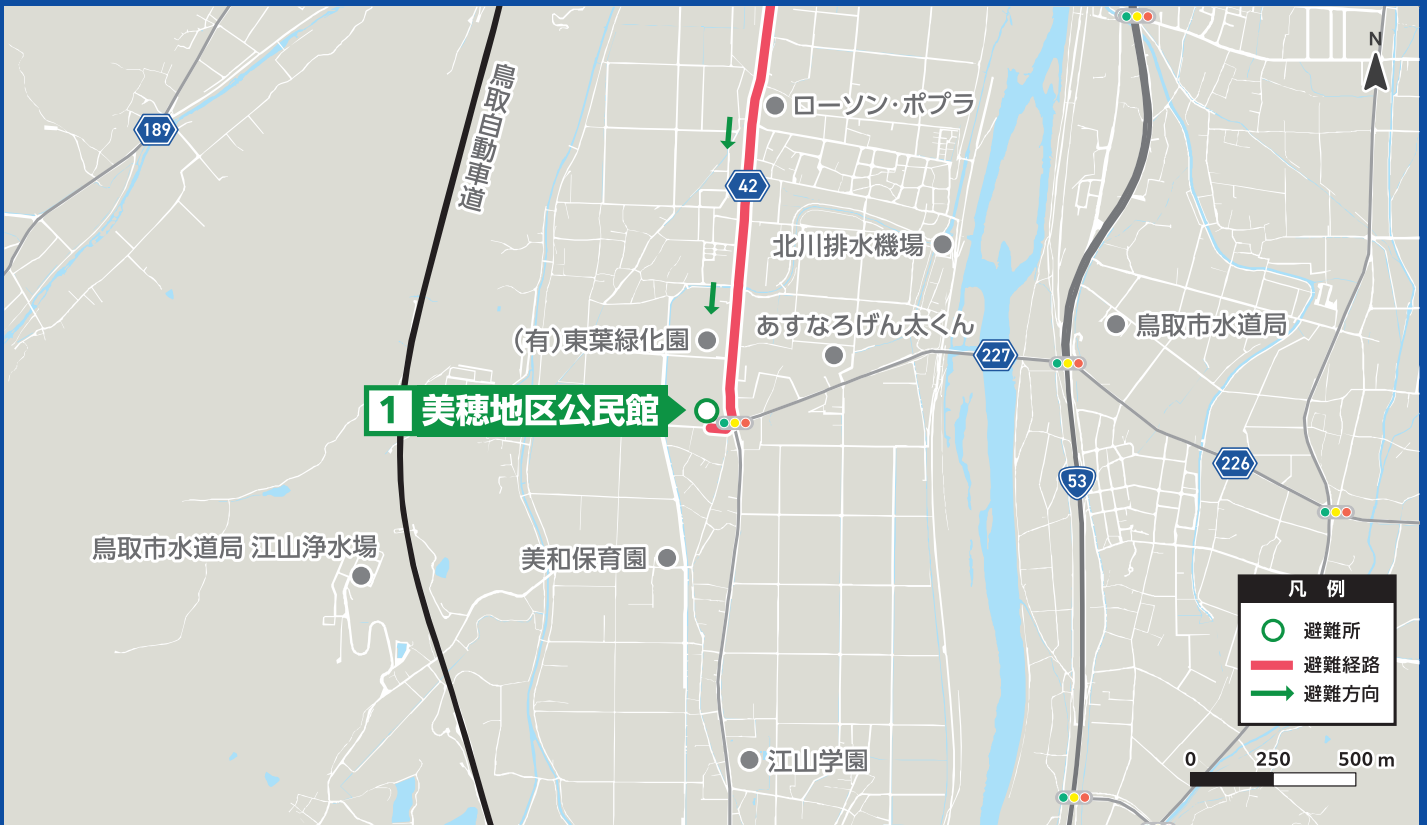 N
189
鳥取自動車道
ローソン・ポプラ
42
北川排水機場
(有)東葉緑化園
あすなろげん太くん
227
鳥取市水道局
1 美穂地区公民館
226
53
鳥取市水道局 江山浄水場
美和保育園
江山学園
凡 例
避難所
避難経路
避難方向
0 250 500 m